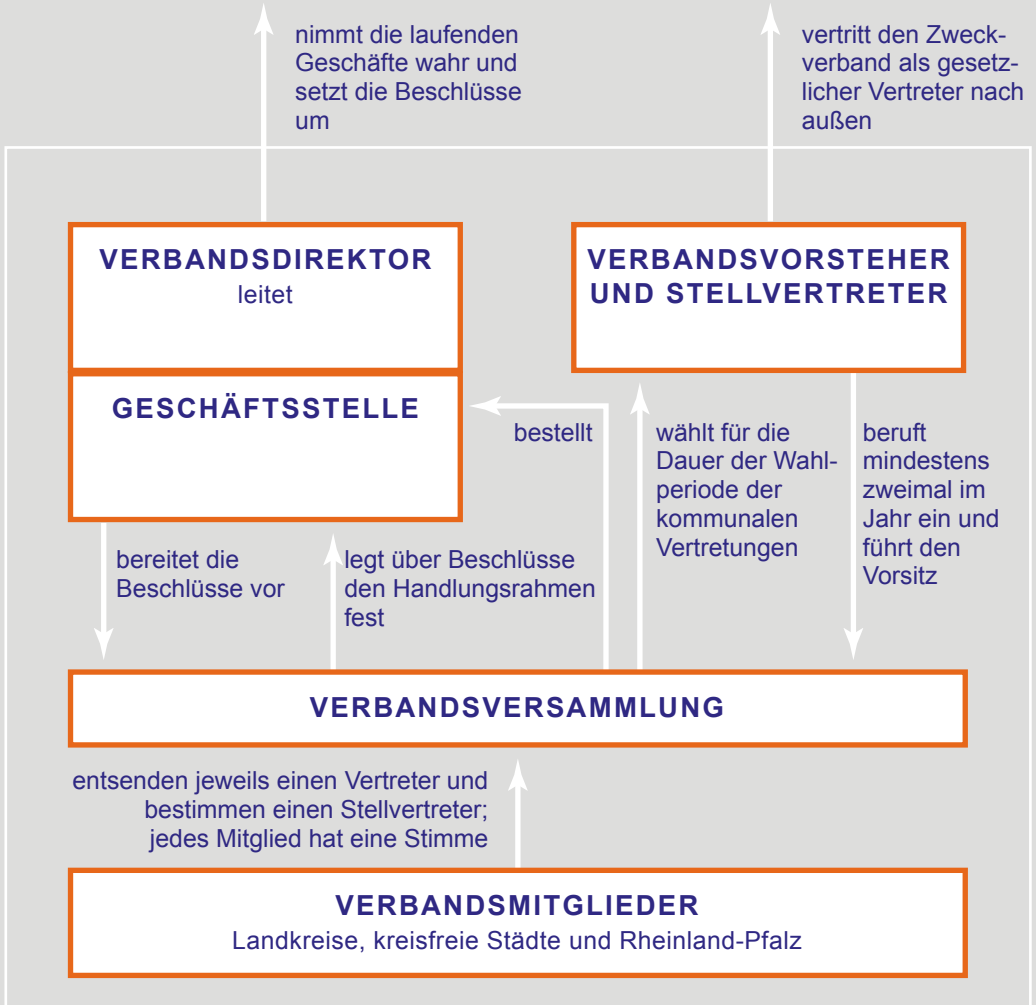 nimmt die laufenden
Geschäfte wahr und
setzt die Beschlüsse
um
vertritt den Zweck-
verband als gesetz-
licher Vertreter nach
außen
VERBANDSDIREKTOR
leitet
VERBANDSVORSTEHER
UND STELLVERTRETER
GESCHÄFTSSTELLE
bestellt
wählt für die
Dauer der Wahl-
periode der
kommunalen
Vertretungen
beruft
mindestens
zweimal im
Jahr ein und
führt den
Vorsitz
bereitet die
Beschlüsse vor
legt über Beschlüsse
den Handlungsrahmen
fest
VERBANDSVERSAMMLUNG
entsenden jeweils einen Vertreter und
bestimmen einen Stellvertreter;
jedes Mitglied hat eine Stimme
VERBANDSMITGLIEDER
Landkreise, kreisfreie Städte und Rheinland-Pfalz